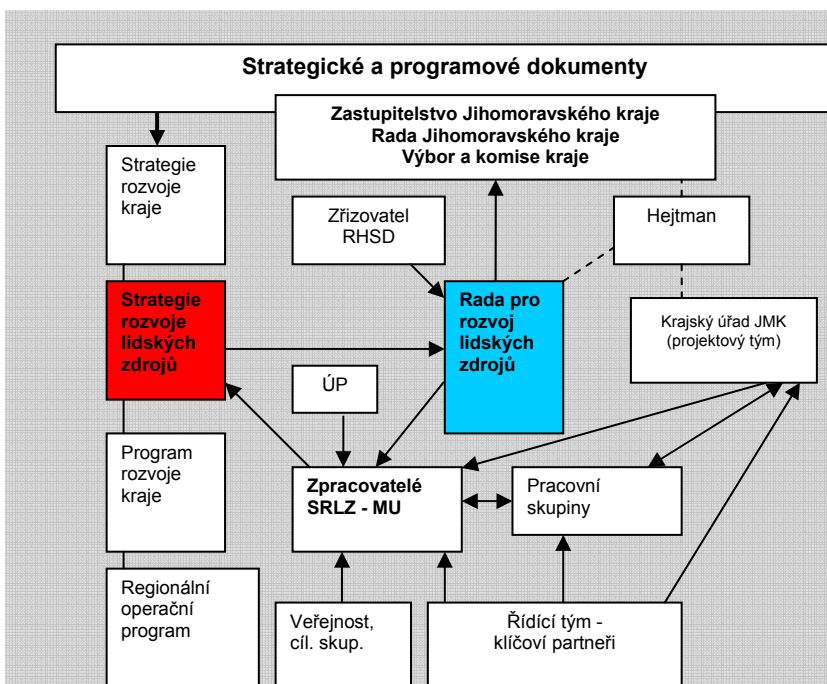 Strategické a programové dokumenty
Zastupitelstvo Jihomoravského kraje
Rada Jihomoravského kraje
Výbor a komise kraje
Strategie
rozvoje
kraje
Zřizovatel
RHSD
Hejtman
Strategie
rozvoje
lidských
zdrojů
Rada pro
rozvoj
lidských
zdrojů
Krajský úřad JMK
(projektový tým)
ÚP
Program
rozvoje
kraje
Zpracovatelé
SRLZ - MU
Pracovní
skupiny
Regionální
operační
program
Veřejnost,
cíl. skup.
Řídící tým -
klíčoví partneři